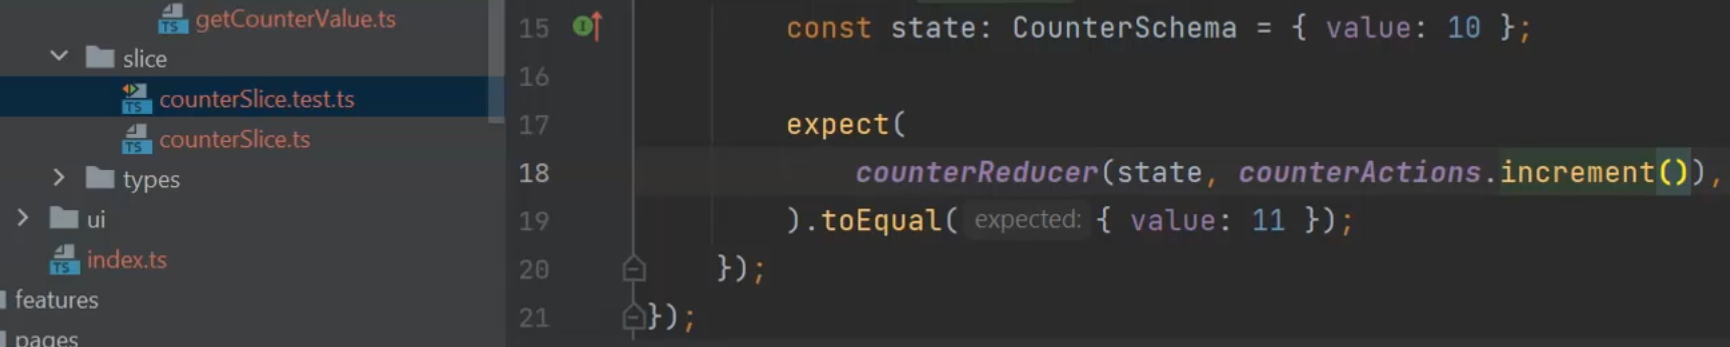 getCounterValue.ts
slice
counterSlice.test.ts
counterSlice.ts
types
ui
index.ts
features
pages
15 const state: CounterSchema = { value: 10 };
16
17 expect(
18 counterReducer(state, counterActions.increment()),
19 ).toEqual( expected: { value: 11 });
20 });
21 });